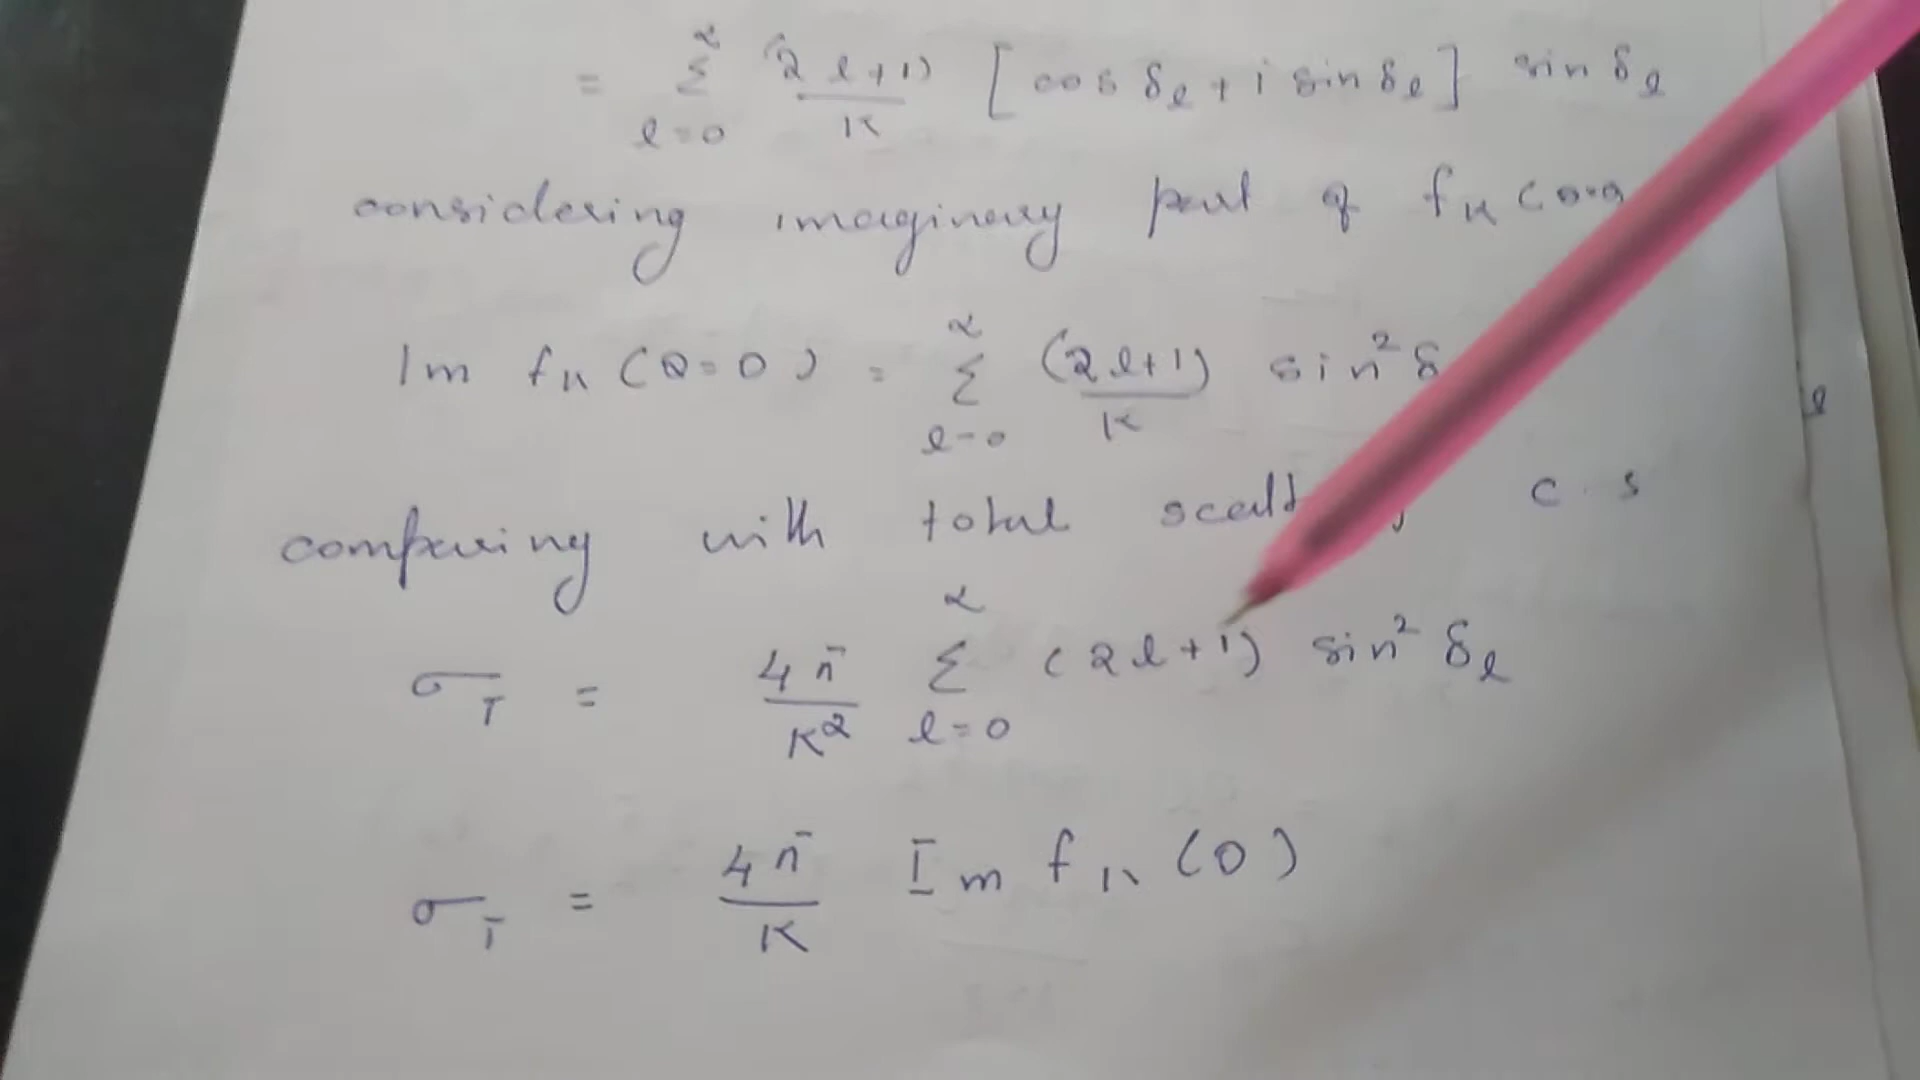 = Σ_{l=0}^{∝} (2l+1)/K [cos δ_l + i sin δ_l] sin δ_l
considering imaginary part of f_K (θ=0
Im f_K (θ=0) = Σ_{l=0}^{∝} (2l+1)/K sin² δ
comparing with total c.s
σ_T = 4π/K² Σ_{l=0}^{∝} (2l+1) sin² δ_l
σ_T = 4π/K Im f_K (0)